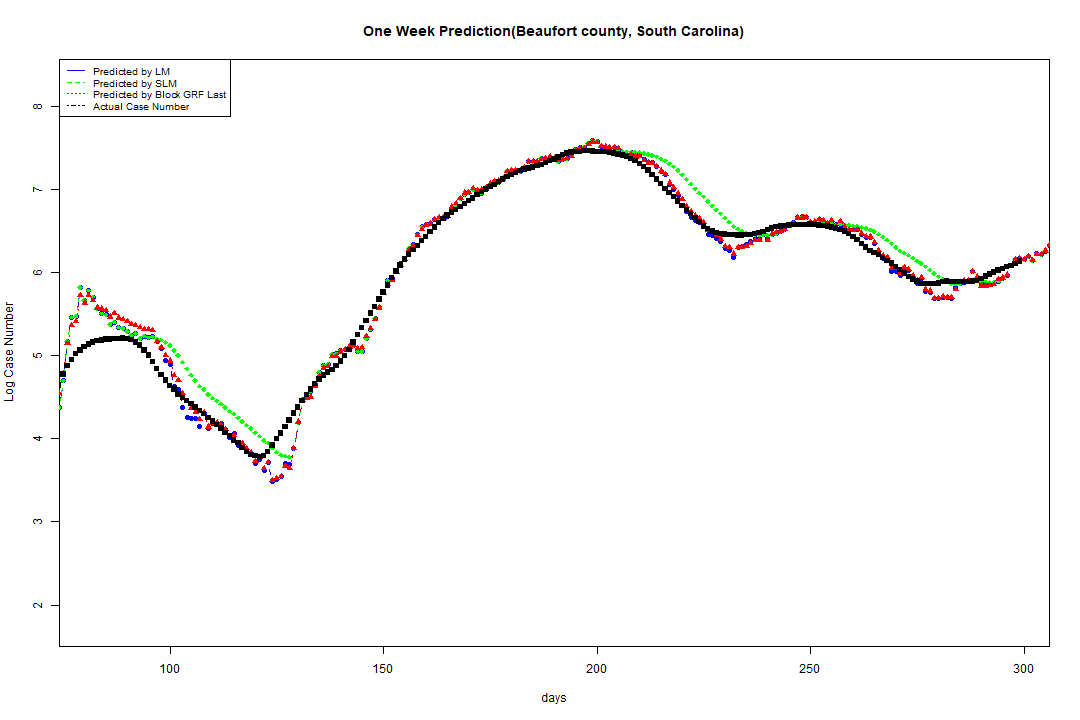 One Week Prediction(Beaufort county, South Carolina)
Predicted by LM
Predicted by SLM
Predicted by Block GRF Last
Actual Case Number
8
7
6
5
4
3
2
Log Case Number
100 150 200 250 300
days